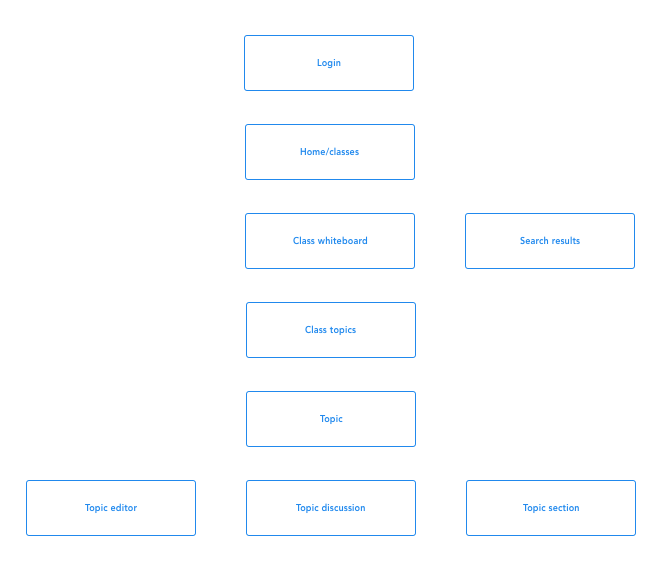 Login
Home/classes
Class whiteboard
Search results
Class topics
Topic
Topic editor
Topic discussion
Topic section